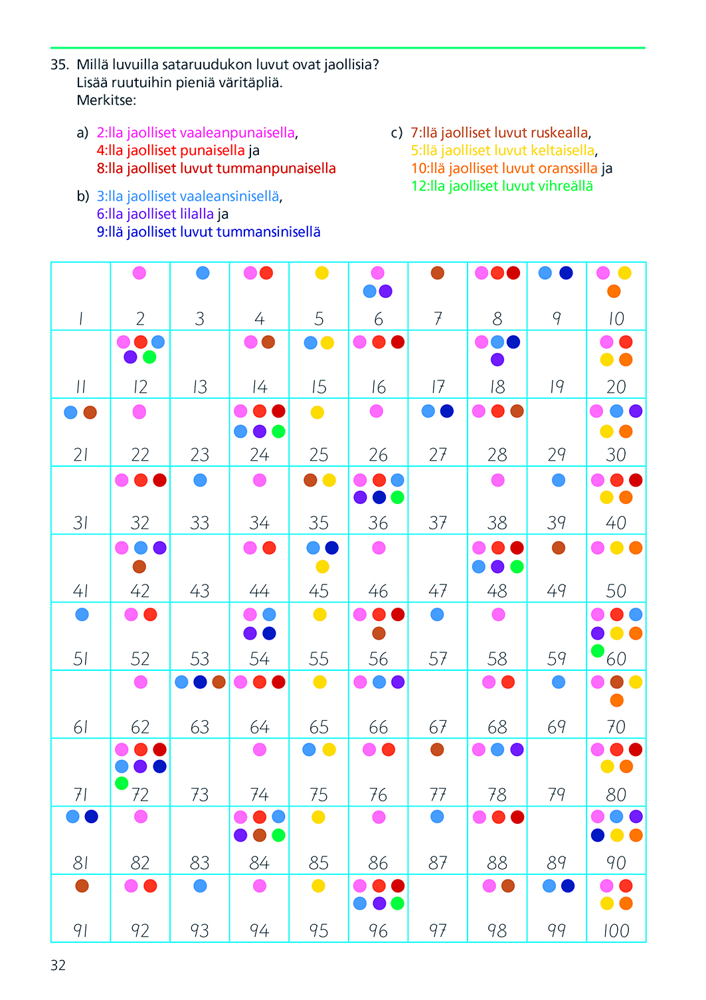 35. Millä luvuilla sataruudukon luvut ovat jaollisia?
Lisää ruutuihin pieniä väritäpliä.
Merkitse:
a) 2:lla jaolliset vaaleanpunaisella,
4:lla jaolliset punaisella ja
8:lla jaolliset luvut tummanpunaisella
b) 3:lla jaolliset vaaleansinisellä,
6:lla jaolliset lilalla ja
9:llä jaolliset luvut tummansinisellä
c) 7:llä jaolliset luvut ruskealla,
5:llä jaolliset luvut keltaisella,
10:llä jaolliset luvut oranssilla ja
12:lla jaolliset luvut vihreällä
1 2 3 4 5 6 7 8 9 10
11 12 13 14 15 16 17 18 19 20
21 22 23 24 25 26 27 28 29 30
31 32 33 34 35 36 37 38 39 40
41 42 43 44 45 46 47 48 49 50
51 52 53 54 55 56 57 58 59 60
61 62 63 64 65 66 67 68 69 70
71 72 73 74 75 76 77 78 79 80
81 82 83 84 85 86 87 88 89 90
91 92 93 94 95 96 97 98 99 100
32